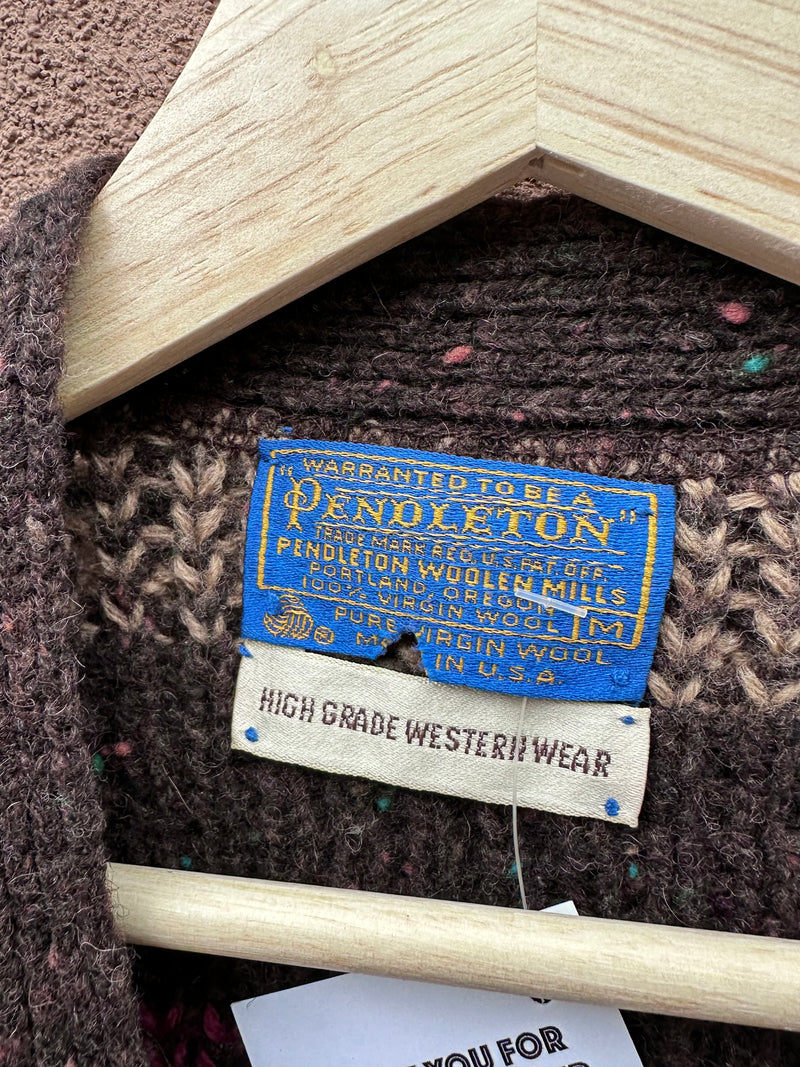 WARRANTED TO BE A
"PENDLETON"
TRADE MARK REG. U.S. PAT. OFF.
PENDLETON WOOLEN MILLS
PORTLAND, OREGON
100% VIRGIN WOOL
M
® PURE VIRGIN WOOL
IN U.S.A.
HIGH GRADE WESTERN WEAR
YOU FOR